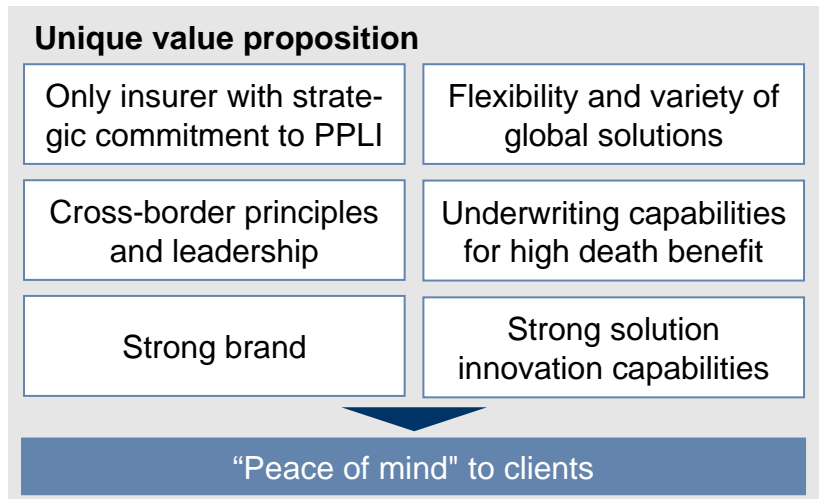 Unique value proposition
Only insurer with strate-
gic commitment to PPLI
Flexibility and variety of
global solutions
Cross-border principles
and leadership
Underwriting capabilities
for high death benefit
Strong brand
Strong solution
innovation capabilities
“Peace of mind" to clients